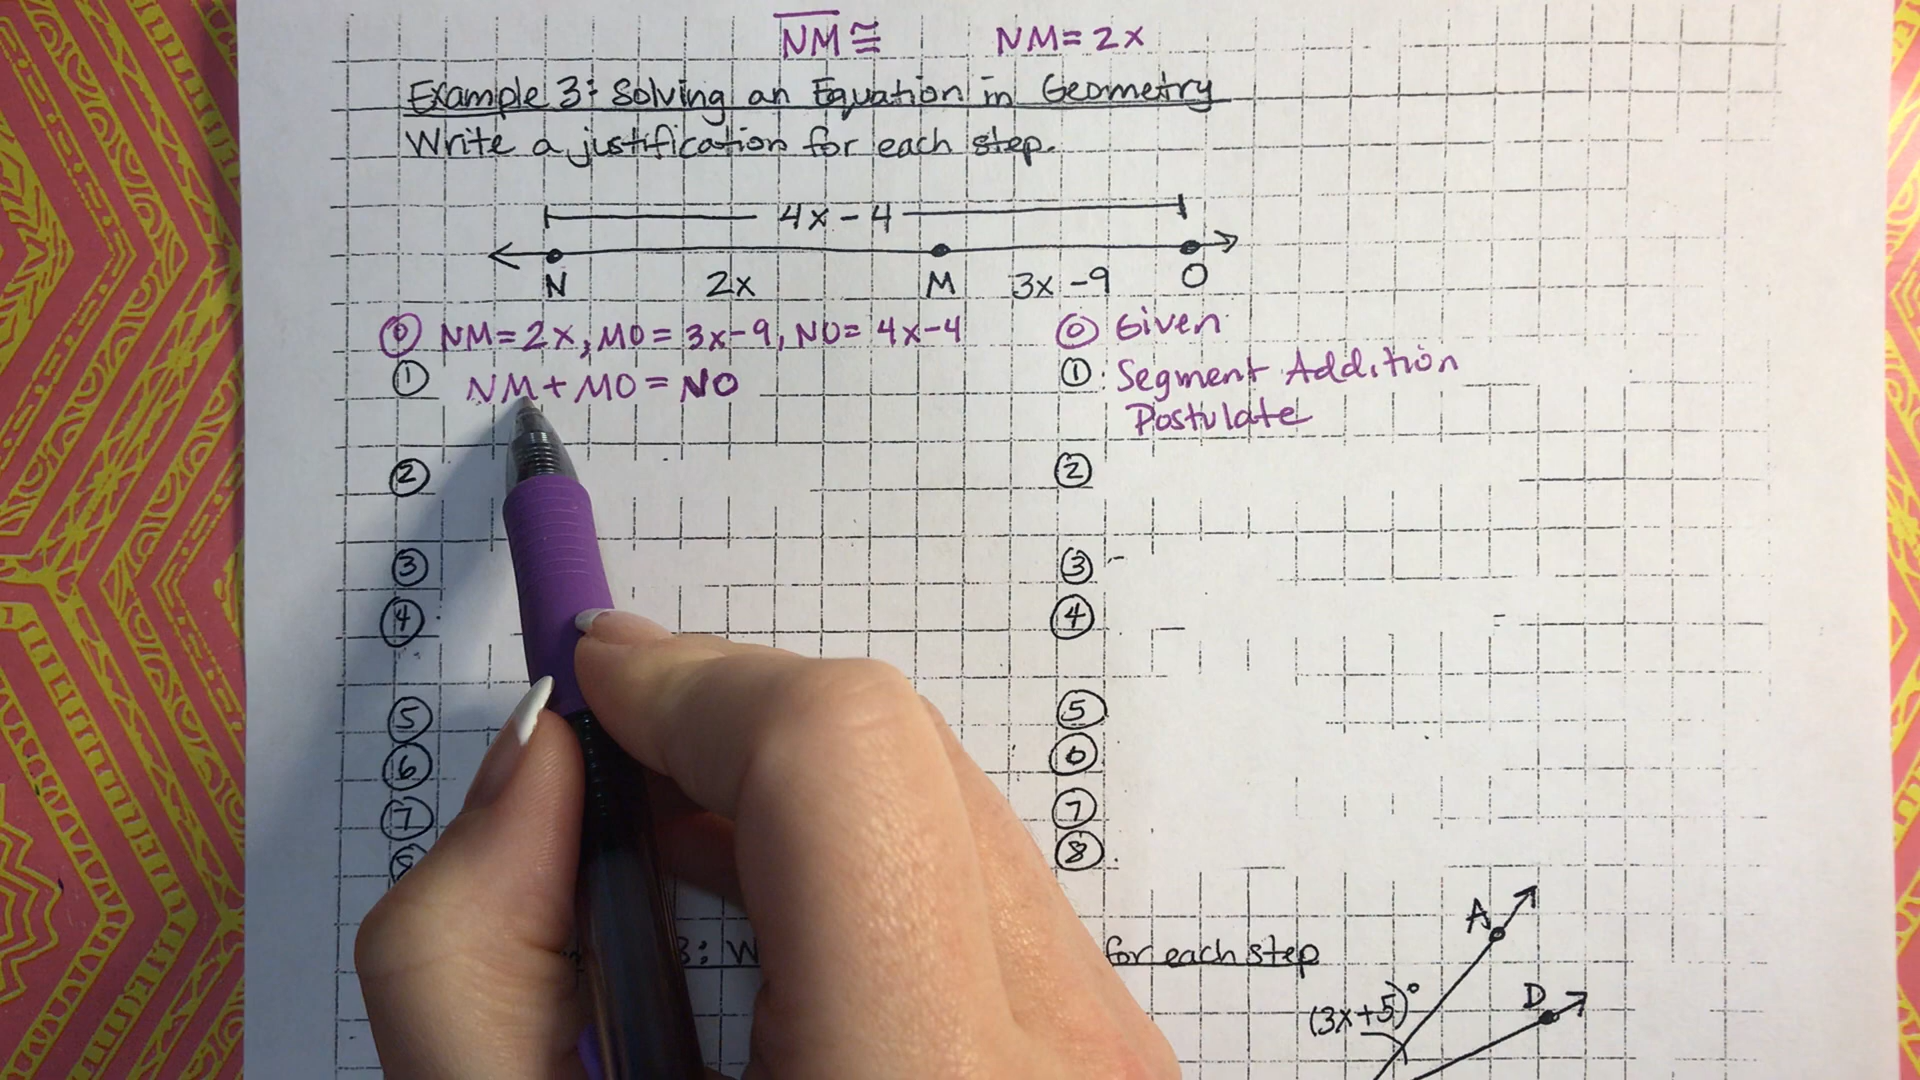 NM ≅ NM = 2x
Example 3: Solving an Equation in Geometry
Write a justification for each step.
4x - 4
N 2x M 3x - 9 O
⓪ NM = 2x, MO = 3x-9, NO = 4x-4 ⓪ Given
① NM + MO = NO ① Segment Addition
Postulate
② ②
③ ③
④ ④
⑤ ⑤
⑥ ⑥
⑦ ⑦
⑧ ⑧
3: W for each step
A
D
(3x+5)°